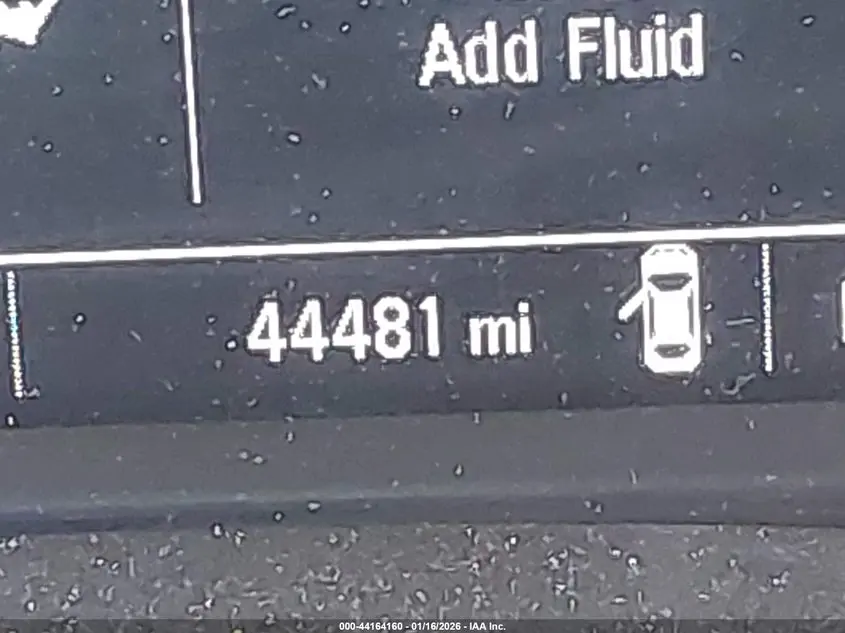 Add Fluid
44481 mi
000-44164160 - 01/16/2026 - IAA Inc.